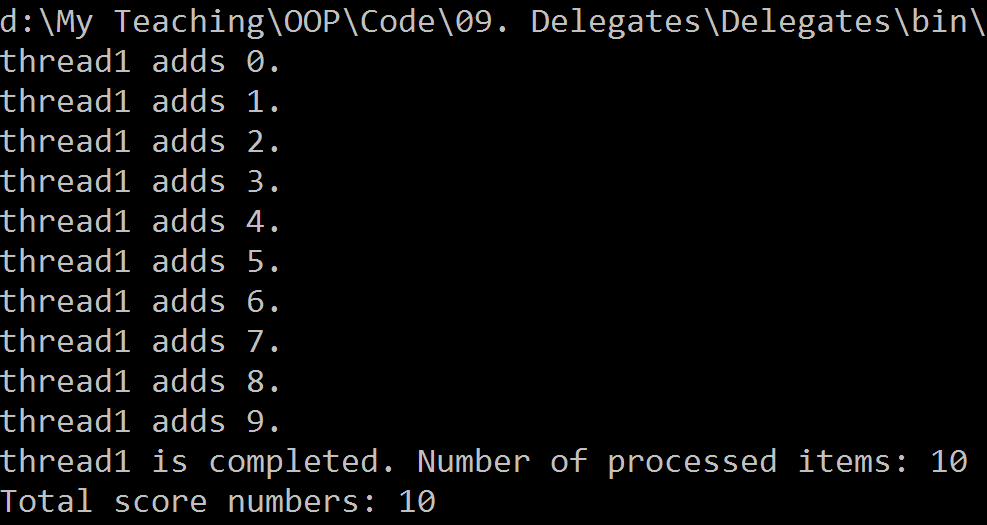 d:\My Teaching\OOP\Code\09. Delegates\Delegates\bin\
thread1 adds 0.
thread1 adds 1.
thread1 adds 2.
thread1 adds 3.
thread1 adds 4.
thread1 adds 5.
thread1 adds 6.
thread1 adds 7.
thread1 adds 8.
thread1 adds 9.
thread1 is completed. Number of processed items: 10
Total score numbers: 10